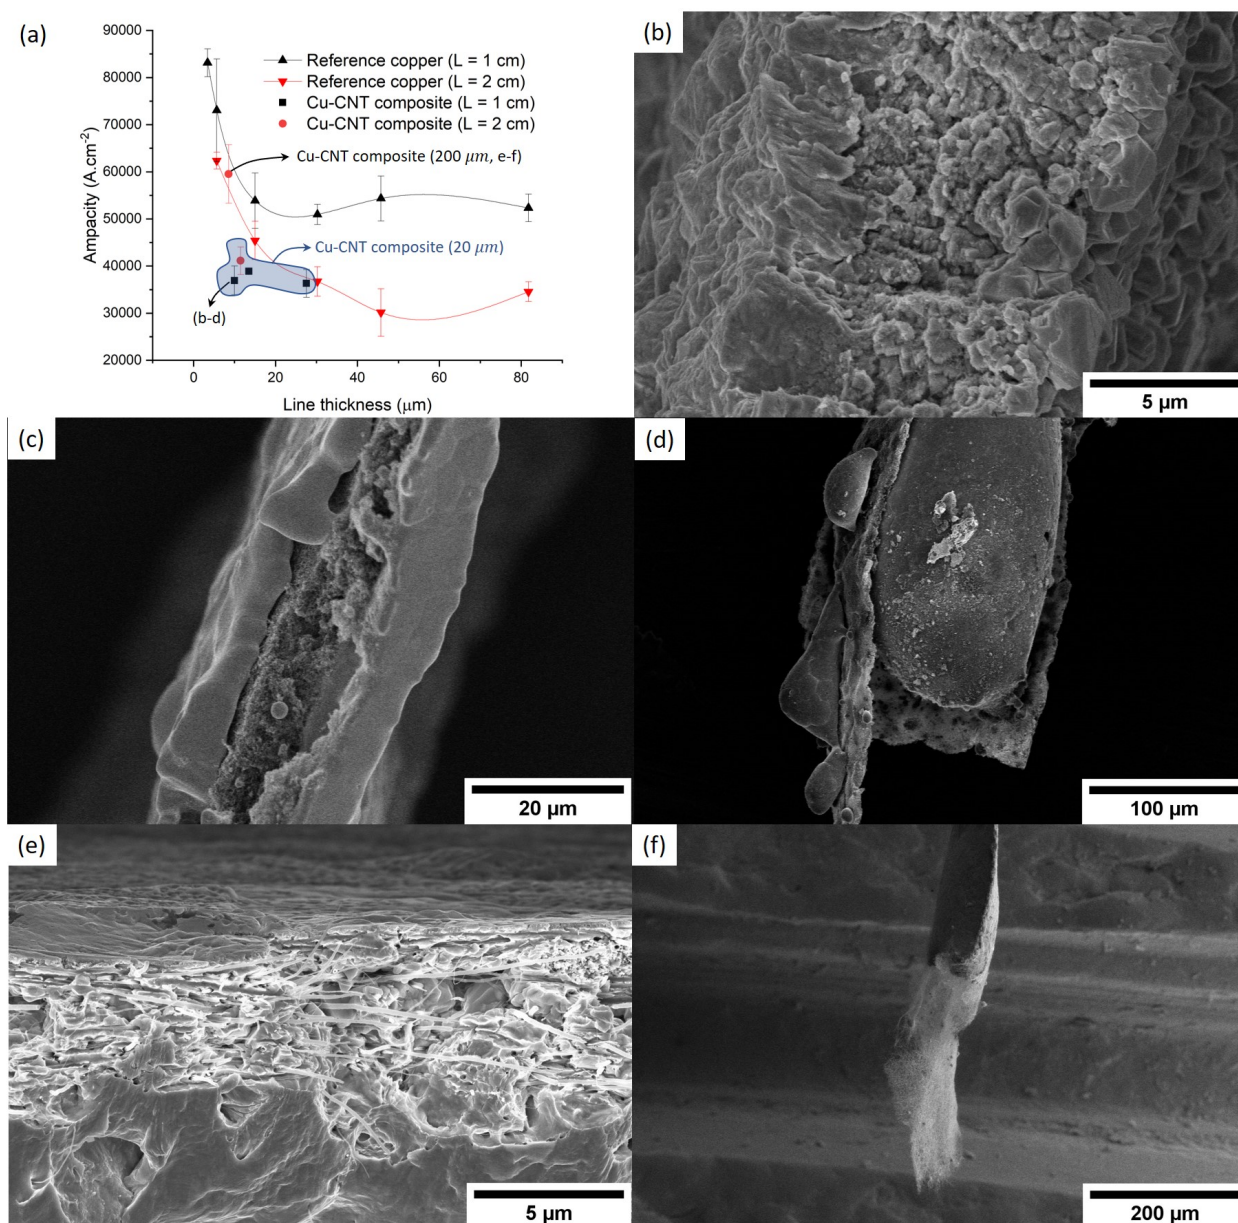 (a)
90000
80000
70000
60000
50000
40000
30000
20000
Ampacity (A.cm⁻²)
Reference copper (L = 1 cm)
Reference copper (L = 2 cm)
Cu-CNT composite (L = 1 cm)
Cu-CNT composite (L = 2 cm)
Cu-CNT composite (200 μm, e-f)
Cu-CNT composite (20 μm)
(b-d)
0 20 40 60 80
Line thickness (μm)
(b)
5 μm
(c)
20 μm
(d)
100 μm
(e)
5 μm
(f)
200 μm